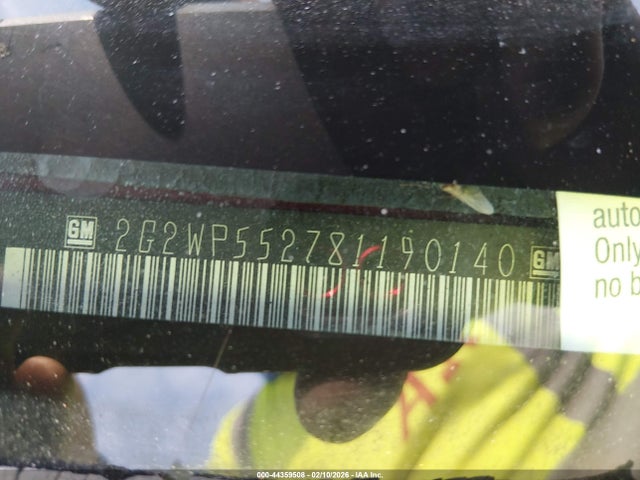 GM 2G2WP552781190140 GM
auto
Only
no b
000-44359508 - 02/10/2026 - IAA Inc.